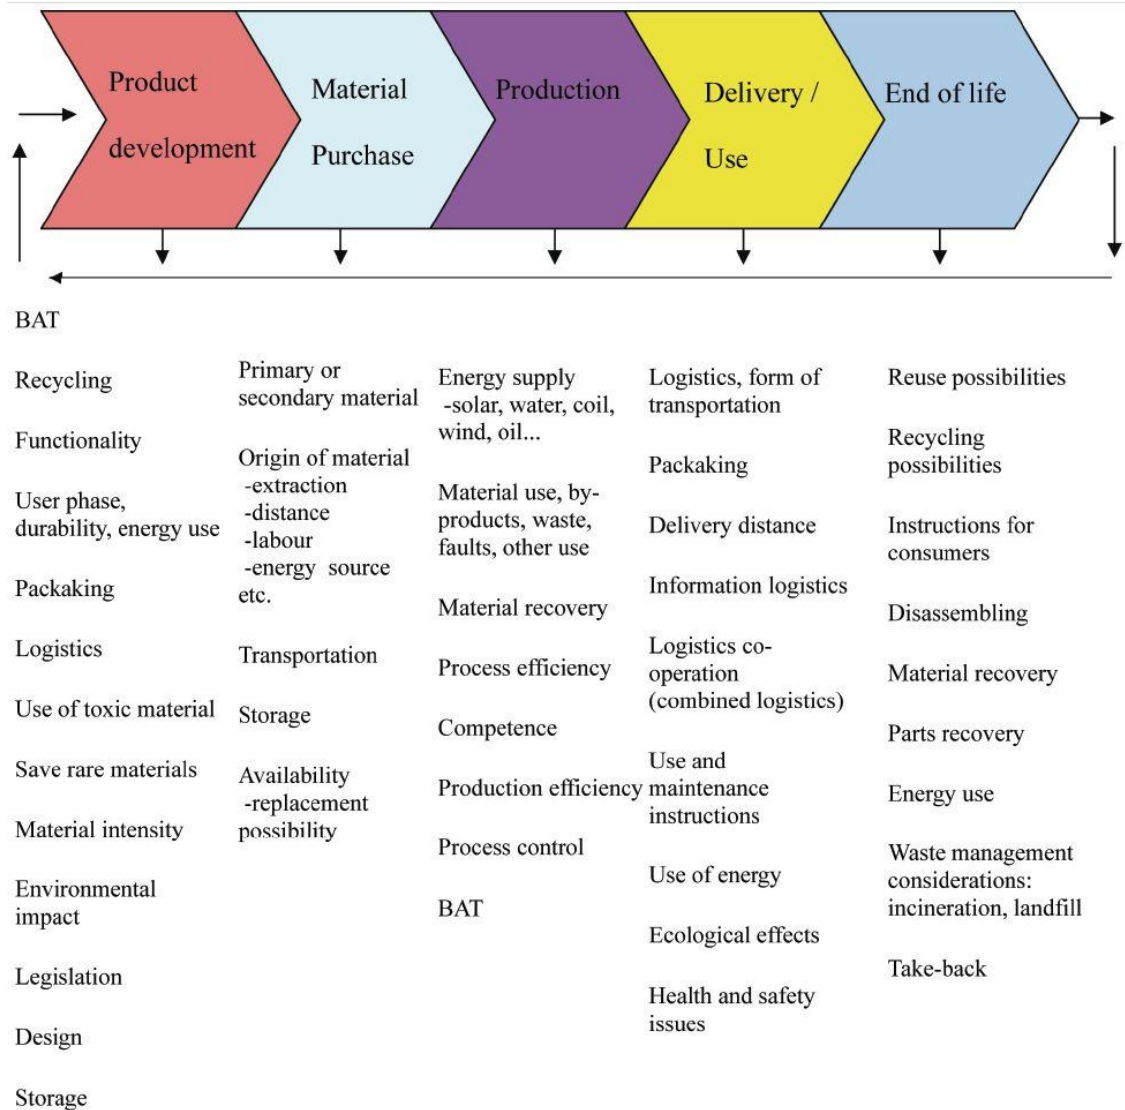 Product
development
Material
Purchase
Production
Delivery /
Use
End of life
BAT
Recycling
Functionality
User phase,
durability, energy use
Packaking
Logistics
Use of toxic material
Save rare materials
Material intensity
Environmental
impact
Legislation
Design
Storage
Primary or
secondary material
Origin of material
-extraction
-distance
-labour
-energy source
etc.
Transportation
Storage
Availability
-replacement
possibility
Energy supply
-solar, water, coil,
wind, oil...
Material use, by-
products, waste,
faults, other use
Material recovery
Process efficiency
Competence
Production efficiency
Process control
BAT
Logistics, form of
transportation
Packaking
Delivery distance
Information logistics
Logistics co-
operation
(combined logistics)
Use and
maintenance
instructions
Use of energy
Ecological effects
Health and safety
issues
Reuse possibilities
Recycling
possibilities
Instructions for
consumers
Disassembling
Material recovery
Parts recovery
Energy use
Waste management
considerations:
incineration, landfill
Take-back